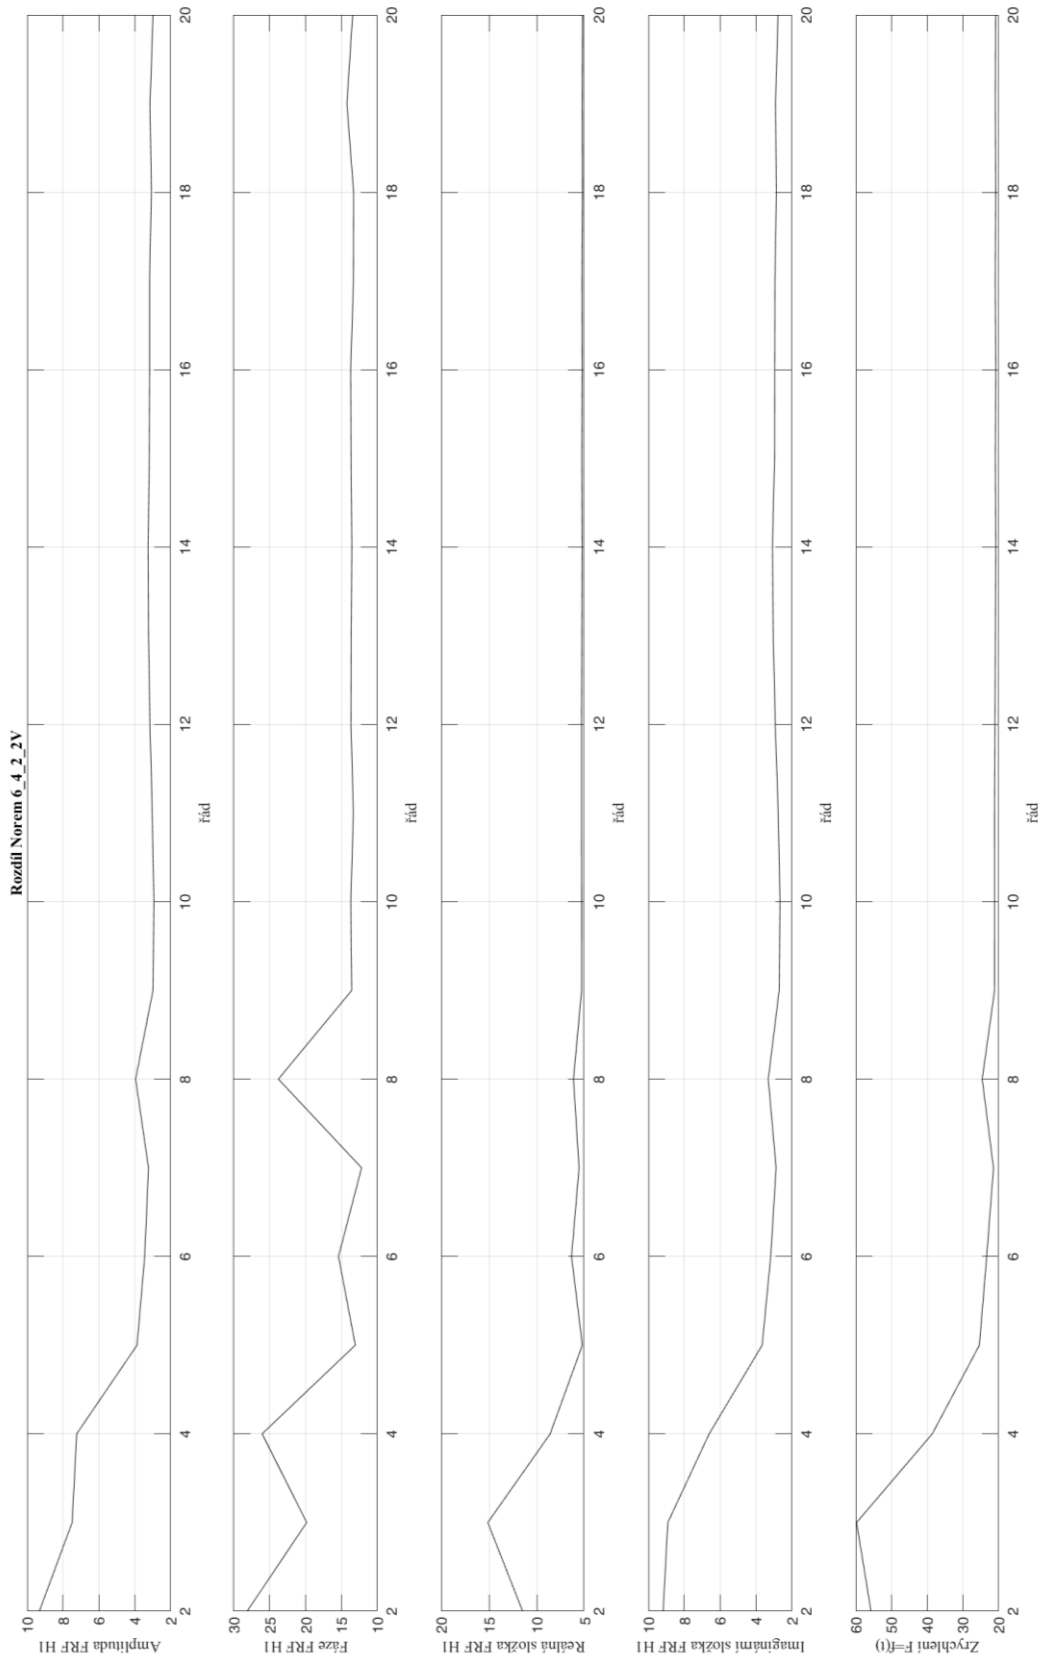 Rozdíl Norem 6_4_2_2V
Amplituda FRF H1
10
8
6
4
2
2 4 6 8 10 12 14 16 18 20
řád
Fáze FRF H1
30
25
20
15
10
2 4 6 8 10 12 14 16 18 20
řád
Reálná složka FRF H1
20
15
10
5
2 4 6 8 10 12 14 16 18 20
řád
Imaginární složka FRF H1
10
8
6
4
2
2 4 6 8 10 12 14 16 18 20
řád
Zrychlení F=f(t)
60
50
40
30
20
2 4 6 8 10 12 14 16 18 20
řád